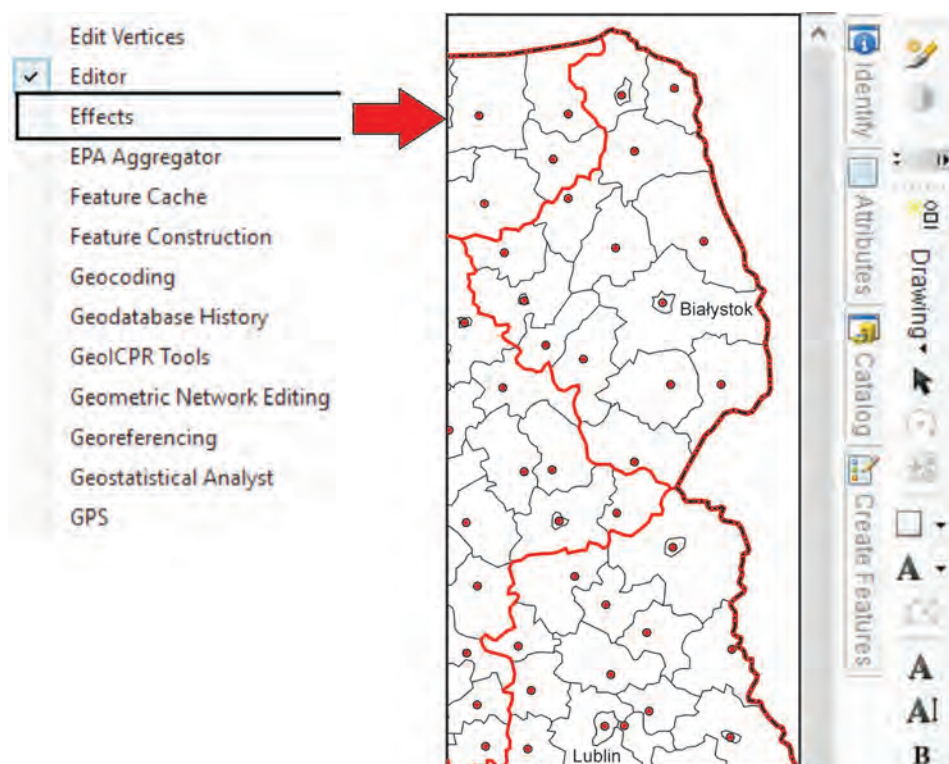 Edit Vertices
Editor
Effects
EPA Aggregator
Feature Cache
Feature Construction
Geocoding
Geodatabase History
GeoICPR Tools
Geometric Network Editing
Georeferencing
Geostatistical Analyst
GPS
Białystok
Lublin
Identify
Attributes
Catalog
Create Features
Drawing
A
A
A
B